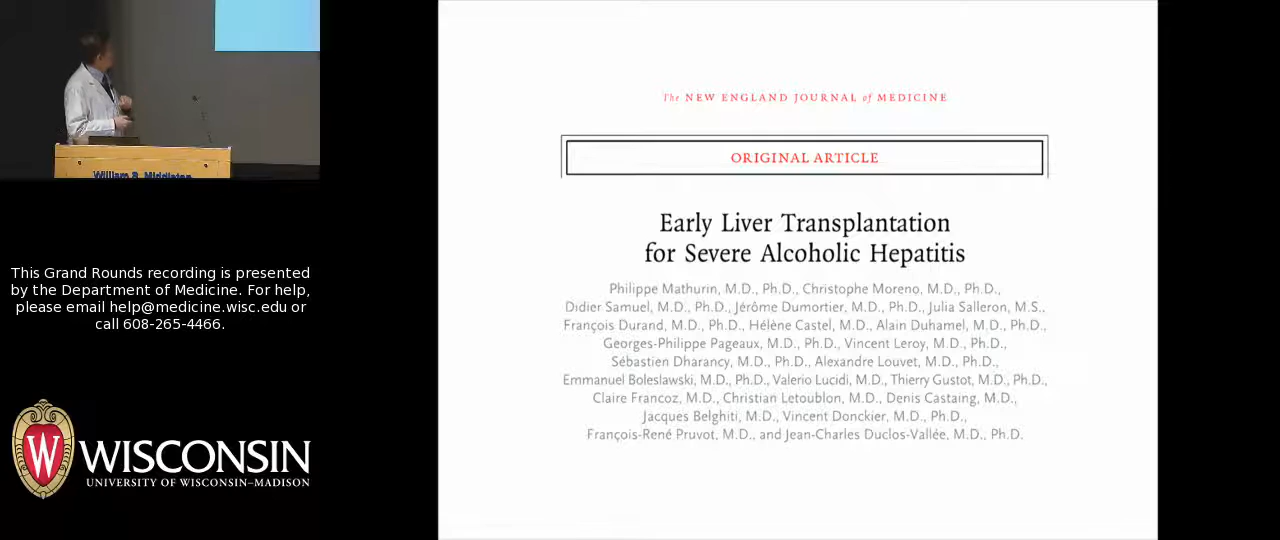 William S. Middleton
This Grand Rounds recording is presented
by the Department of Medicine. For help,
please email help@medicine.wisc.edu or
call 608-265-4466.
W
WISCONSIN
UNIVERSITY OF WISCONSIN–MADISON
The NEW ENGLAND JOURNAL of MEDICINE
ORIGINAL ARTICLE
Early Liver Transplantation
for Severe Alcoholic Hepatitis
Philippe Mathurin, M.D., Ph.D., Christophe Moreno, M.D., Ph.D.,
Didier Samuel, M.D., Ph.D., Jérôme Dumortier, M.D., Ph.D., Julia Salleron, M.S.,
François Durand, M.D., Ph.D., Hélène Castel, M.D., Alain Duhamel, M.D., Ph.D.,
Georges-Philippe Pageaux, M.D., Ph.D., Vincent Leroy, M.D., Ph.D.,
Sébastien Dharancy, M.D., Ph.D., Alexandre Louvet, M.D., Ph.D.,
Emmanuel Boleslawski, M.D., Ph.D., Valerio Lucidi, M.D., Thierry Gustot, M.D., Ph.D.,
Claire Francoz, M.D., Christian Letoublon, M.D., Denis Castaing, M.D.,
Jacques Belghiti, M.D., Vincent Donckier, M.D., Ph.D.,
François-René Pruvot, M.D., and Jean-Charles Duclos-Vallée, M.D., Ph.D.